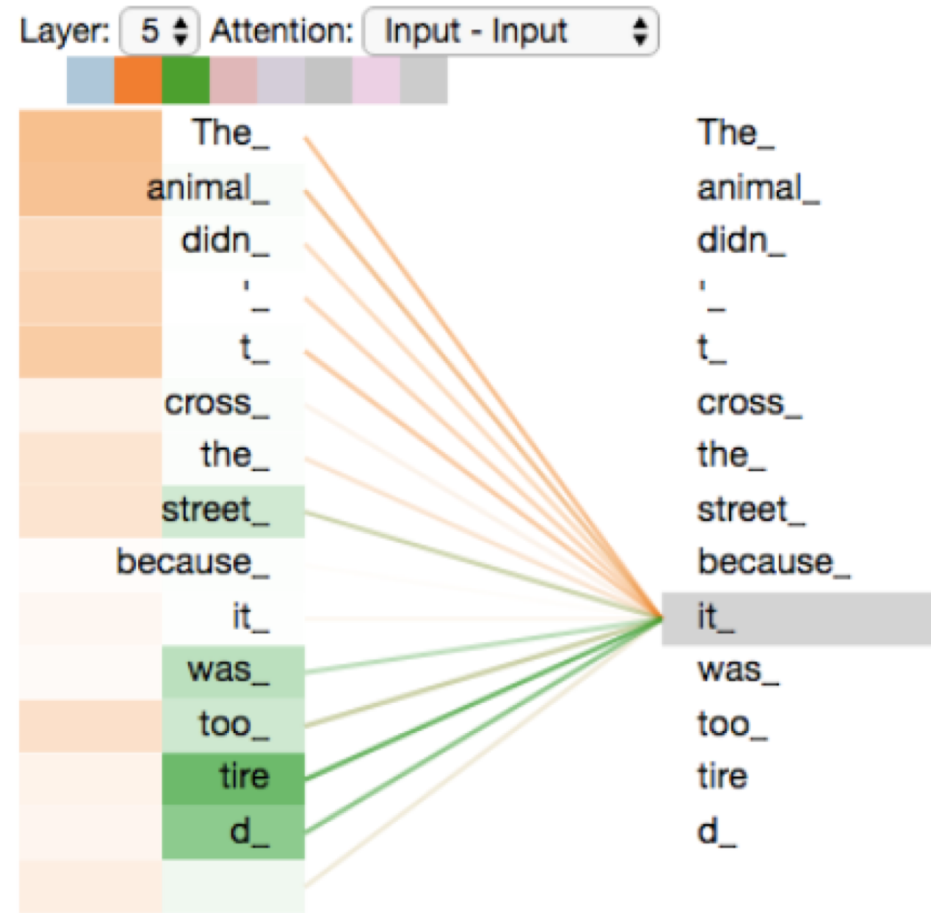 Layer: 5 Attention: Input - Input
The_ The_
animal_ animal_
didn_ didn_
'_ '_
t_ t_
cross_ cross_
the_ the_
street_ street_
because_ because_
it_ it_
was_ was_
too_ too_
tire tire
d_ d_